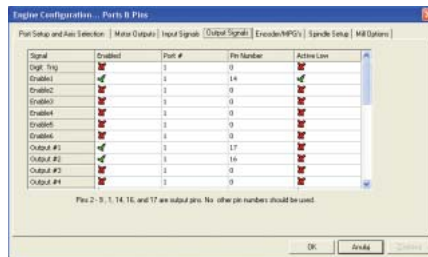 Engine Configuration... Ports & Pins
Port Setup and Axis Selection Motor Outputs Input Signals Output Signals Encoder/MPG's Spindle Setup Mill Options
Signal Enabled Port # Pin Number Active Low
Digit Trig 1 0
Enable1 1 14
Enable2 1 0
Enable3 1 0
Enable4 1 0
Enable5 1 0
Enable6 1 0
Output #1 1 17
Output #2 1 16
Output #3 1 0
Output #4 1 0
Pins 2 - 9 , 1, 14, 16, and 17 are output pins. No other pin numbers should be used.
OK Annulla